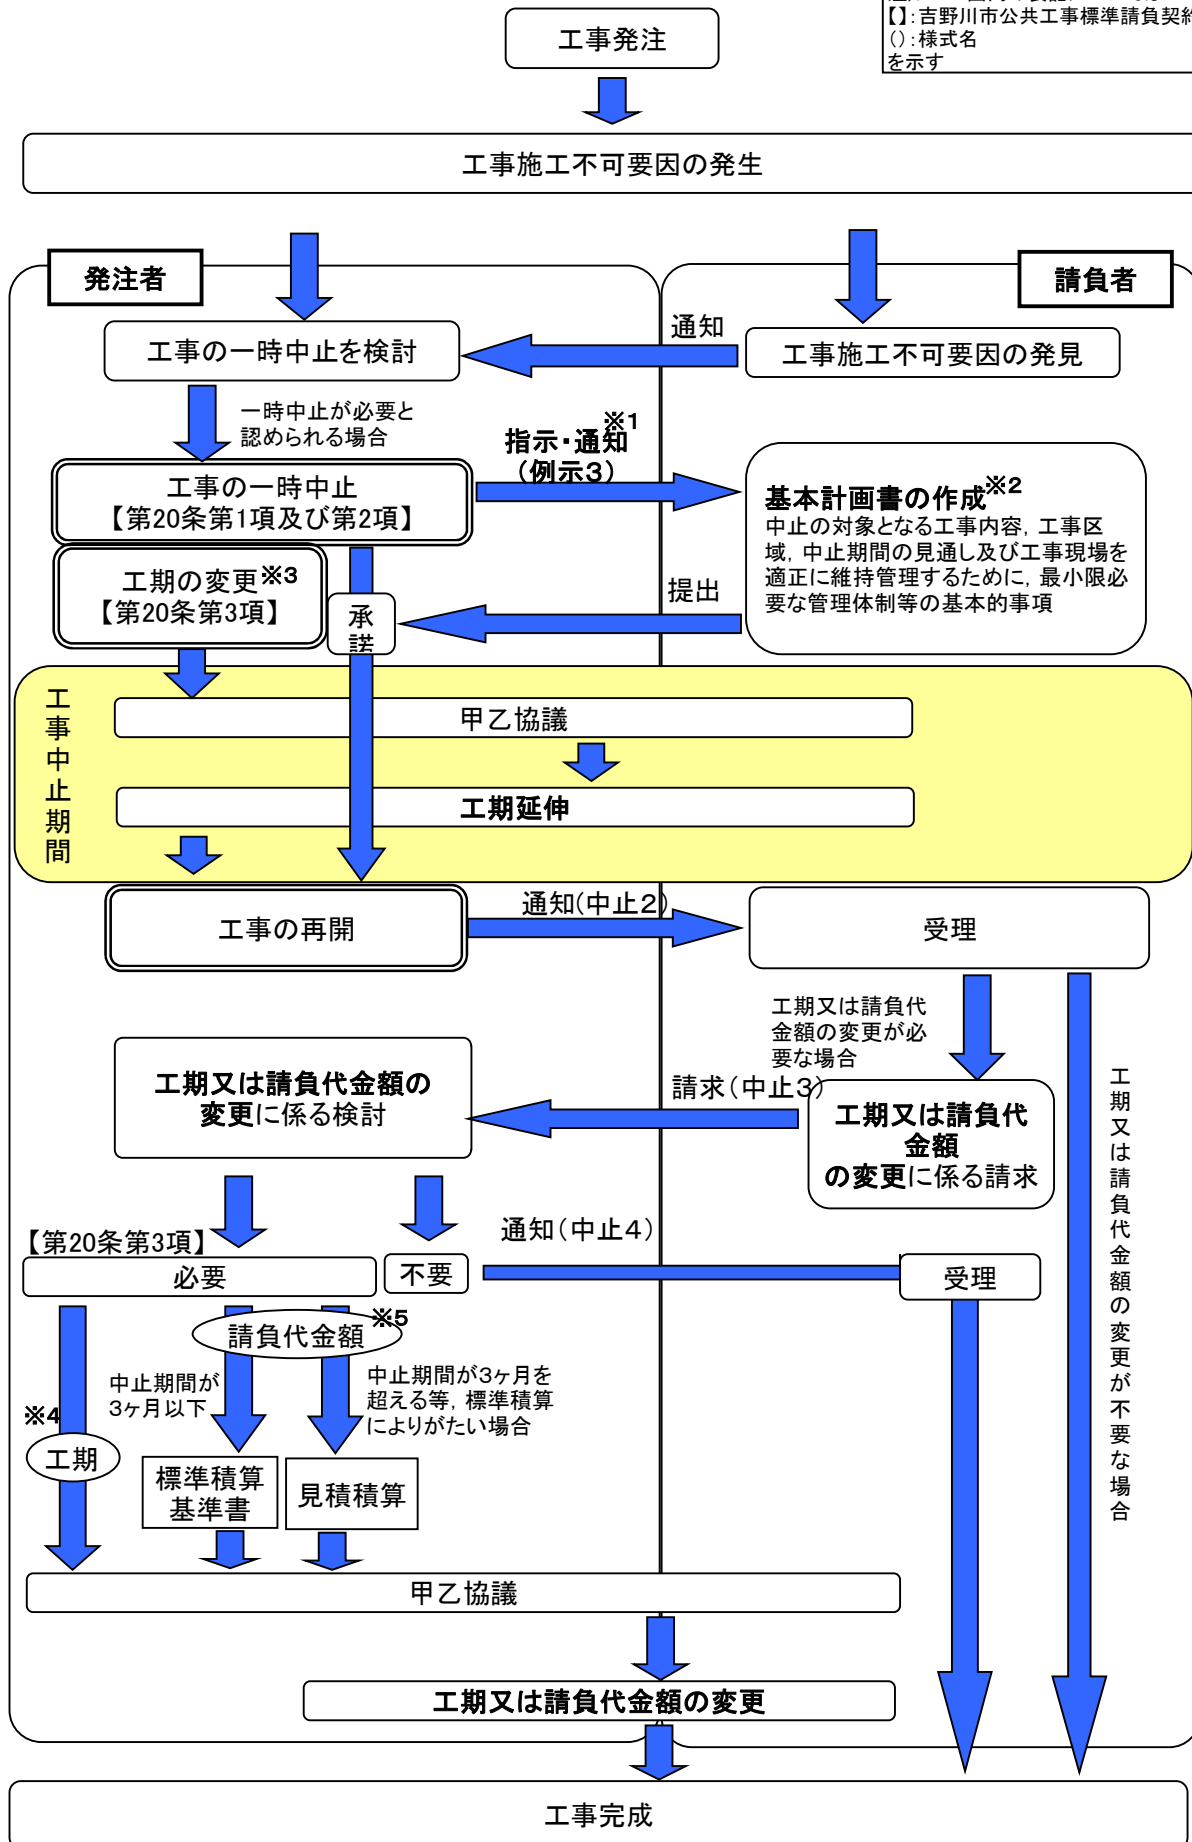 工事発注
【】：吉野川市公共工事標準請負契約
（）：様式名
を示す
工事施工不可要因の発生
発注者
請負者
工事の一時中止を検討
通知
工事施工不可要因の発見
一時中止が必要と
認められる場合
指示・通知※1
（例示３）
工事の一時中止
【第20条第1項及び第2項】
基本計画書の作成※2
中止の対象となる工事内容，工事区
域，中止期間の見通し及び工事現場を
適正に維持管理するために，最小限必
要な管理体制等の基本的事項
工期の変更※3
【第20条第3項】
承
諾
提出
工事中止期間
甲乙協議
工期延伸
工事の再開
通知（中止２）
受理
工期又は請負代
金額の変更が必
要な場合
工期又は請負代金額の
変更に係る検討
請求（中止３）
工期又は請負代
金額
の変更に係る請求
工期又は請負代金額の変更が不要な場合
【第20条第3項】
必要
不要
通知（中止４）
受理
請負代金額※5
中止期間が
3ヶ月以下
中止期間が3ヶ月を
超える等，標準積算
によりがたい場合
※4
工期
標準積算
基準書
見積積算
甲乙協議
工期又は請負代金額の変更
工事完成